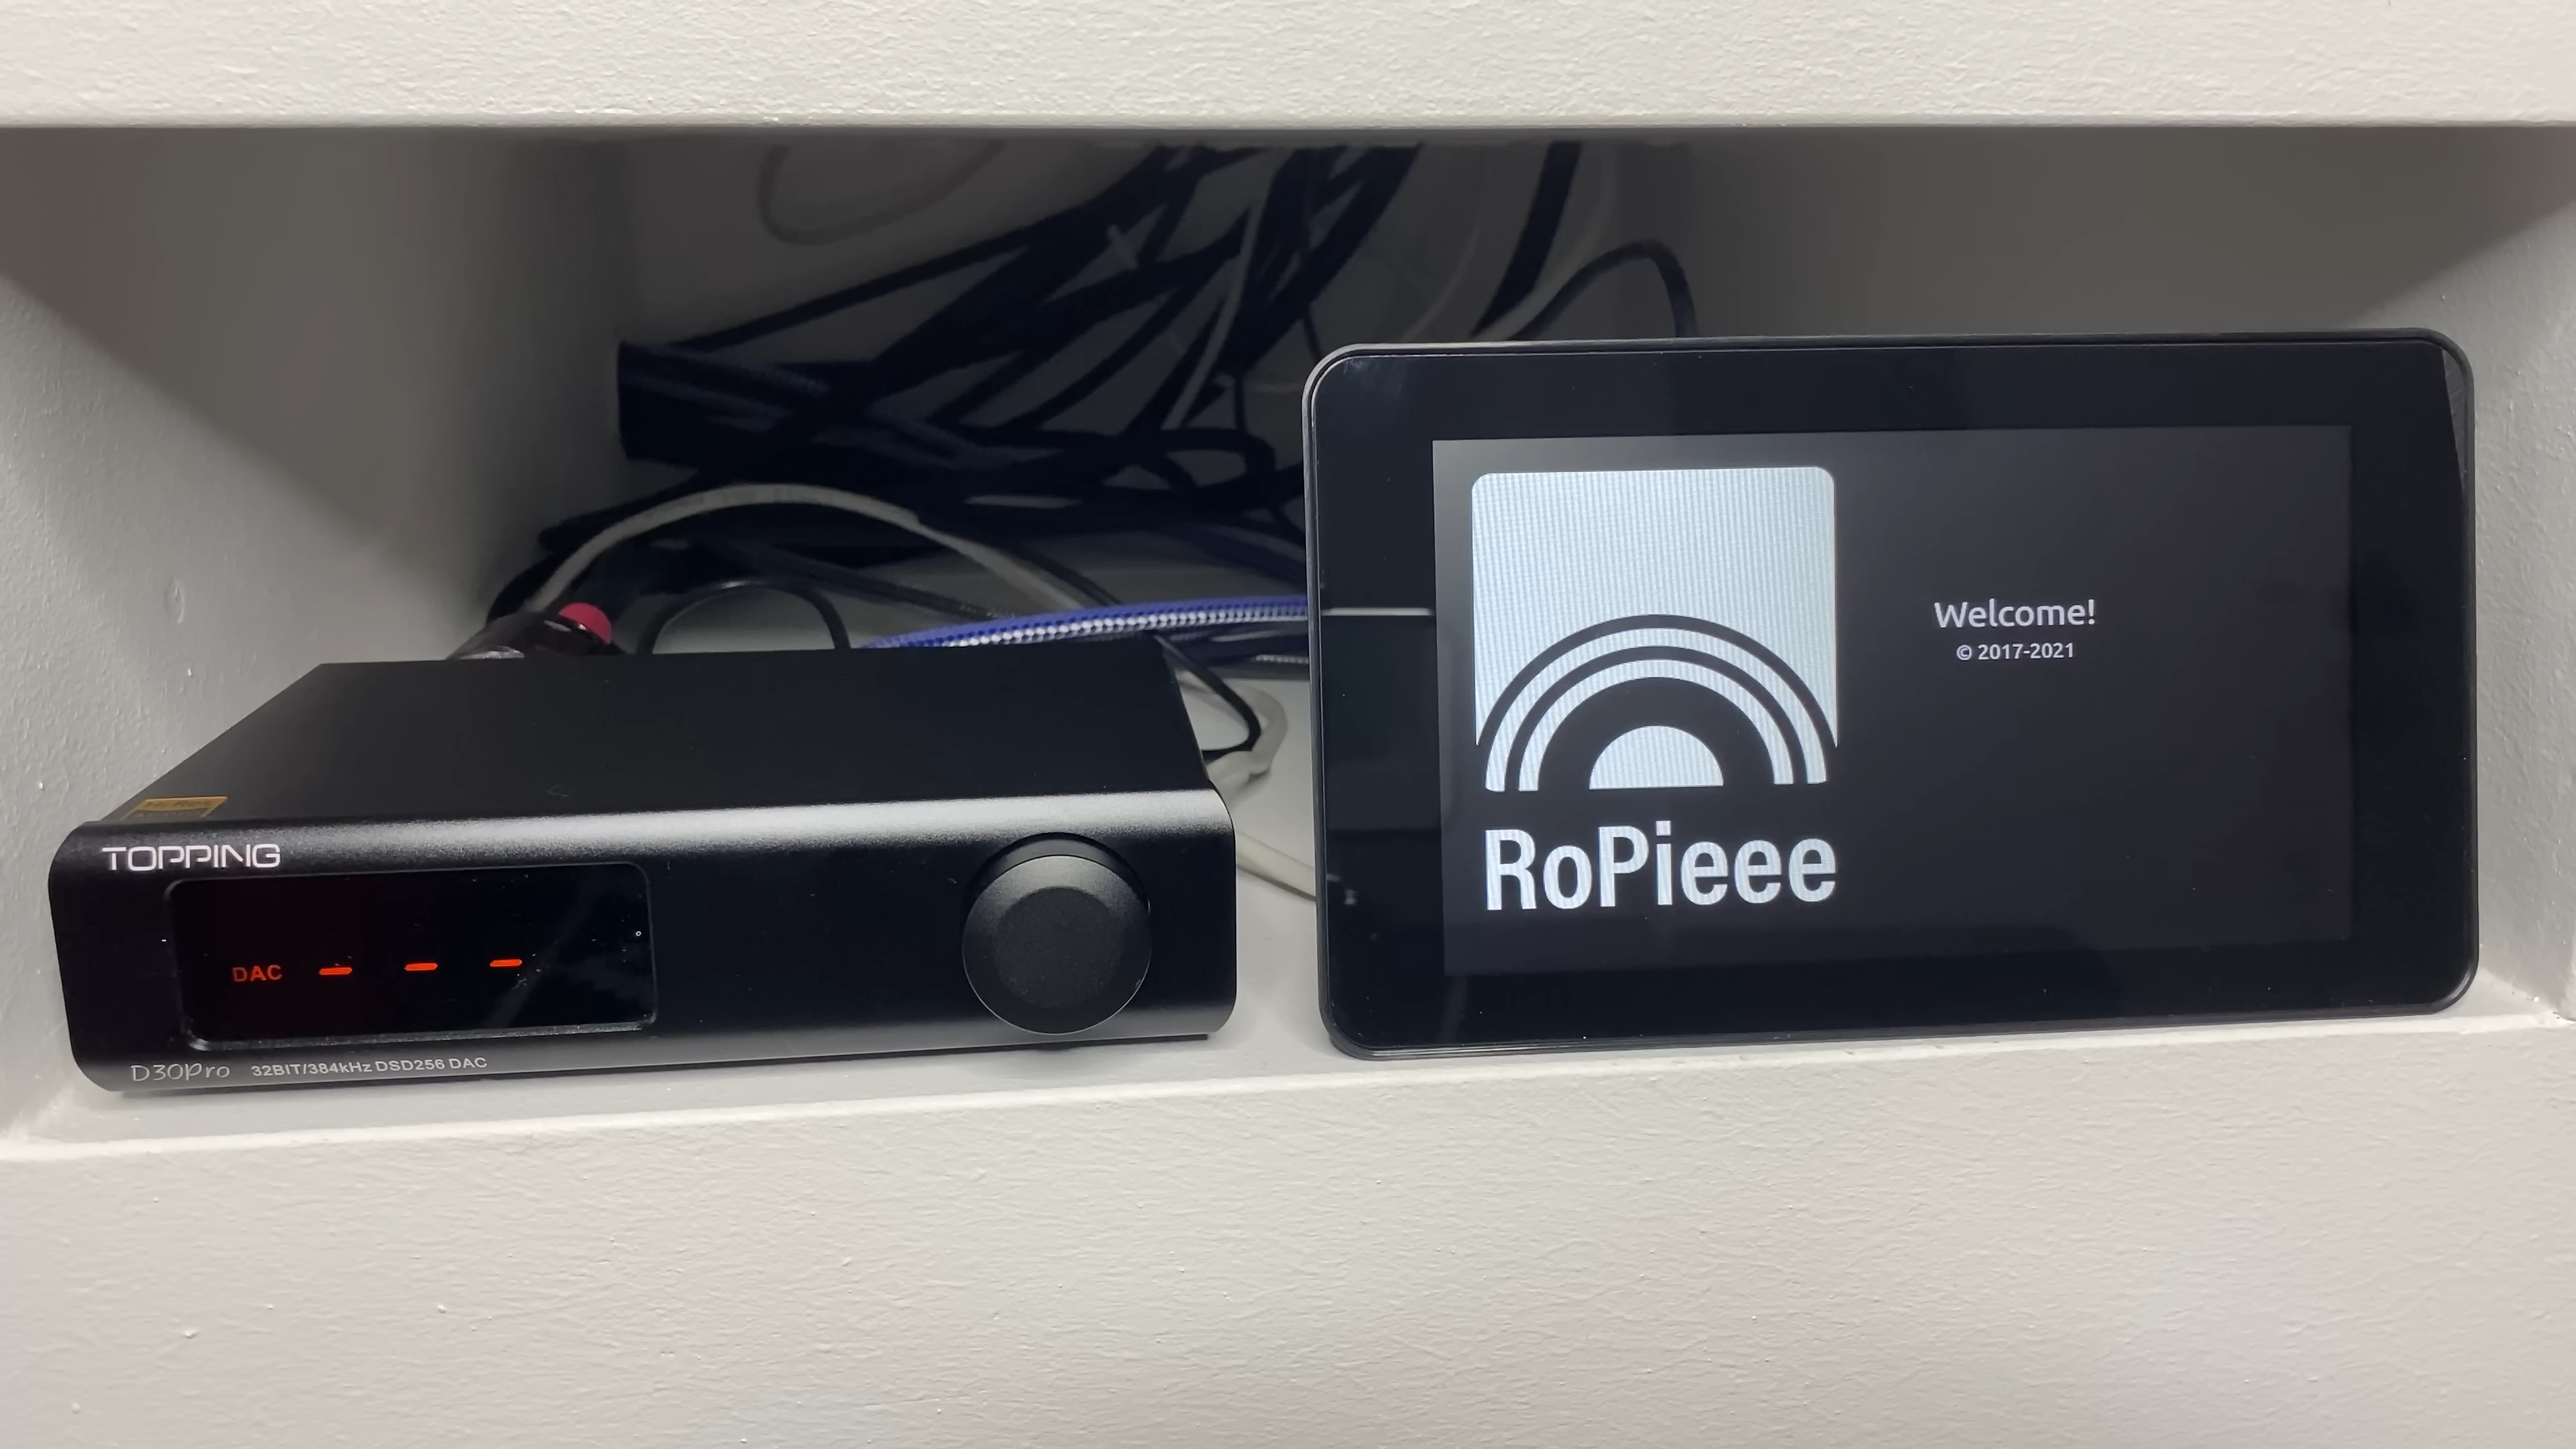 TOPPING
DAC - - -
D30Pro 32BIT/384kHz DSD256 DAC
Welcome!
© 2017-2021
RoPieee